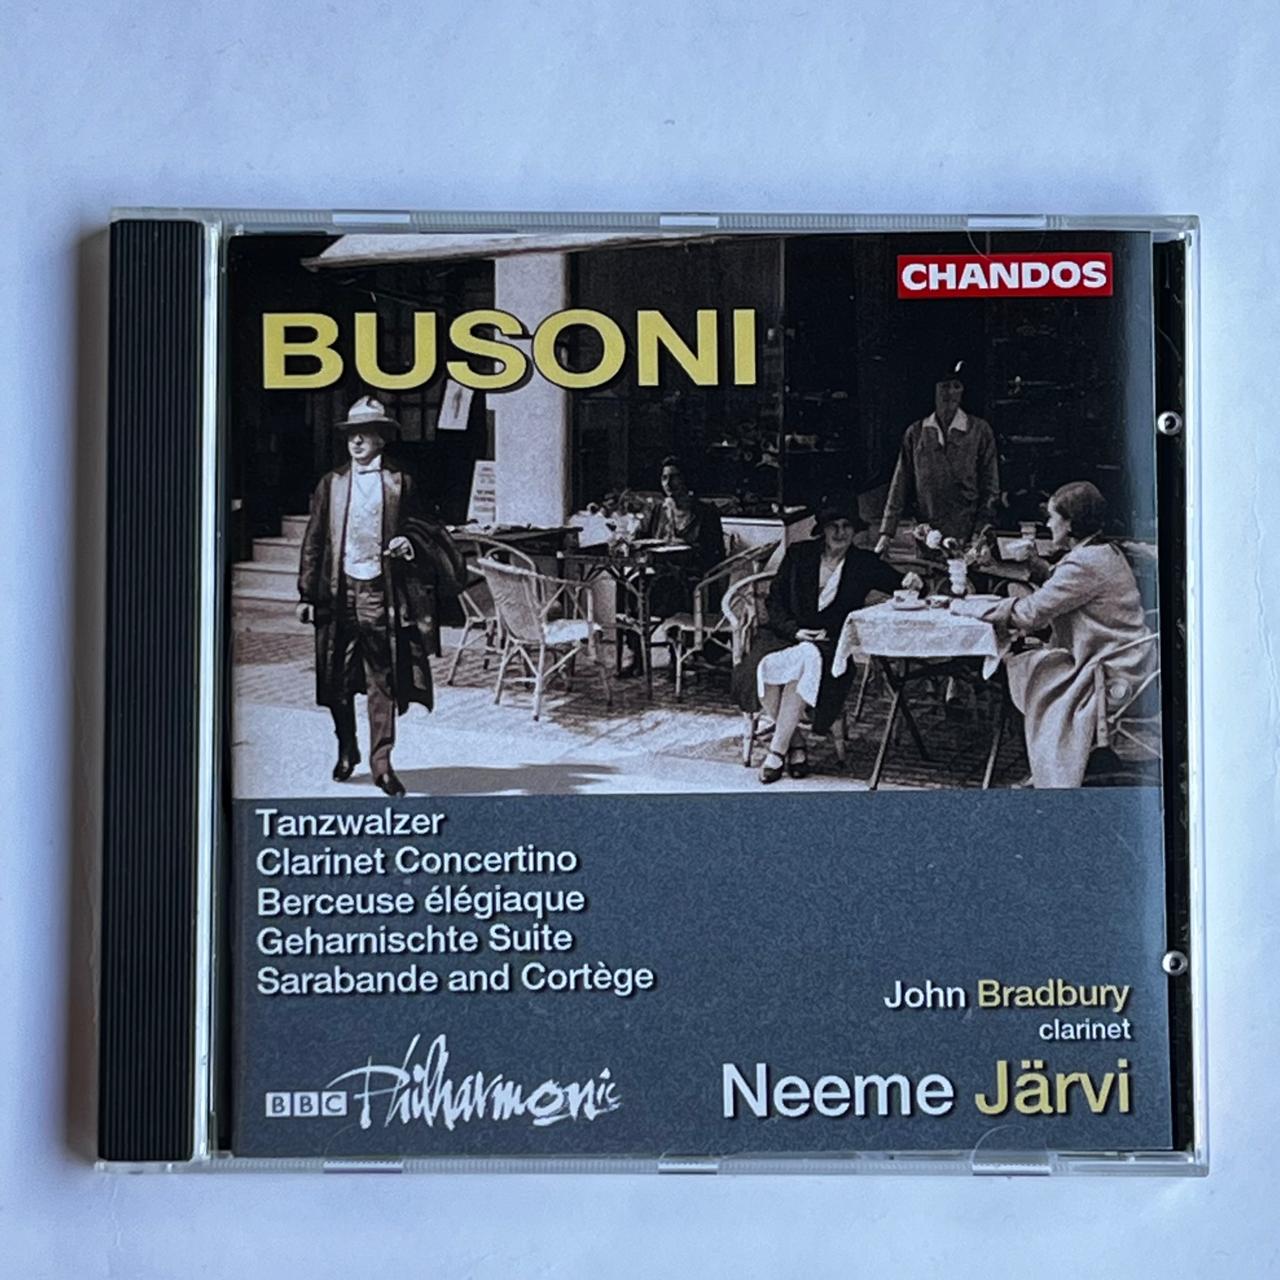 CHANDOS
BUSONI
Tanzwalzer
Clarinet Concertino
Berceuse élégiaque
Geharnischte Suite
Sarabande and Cortège
John Bradbury
clarinet
BBC Philharmonic
Neeme Järvi